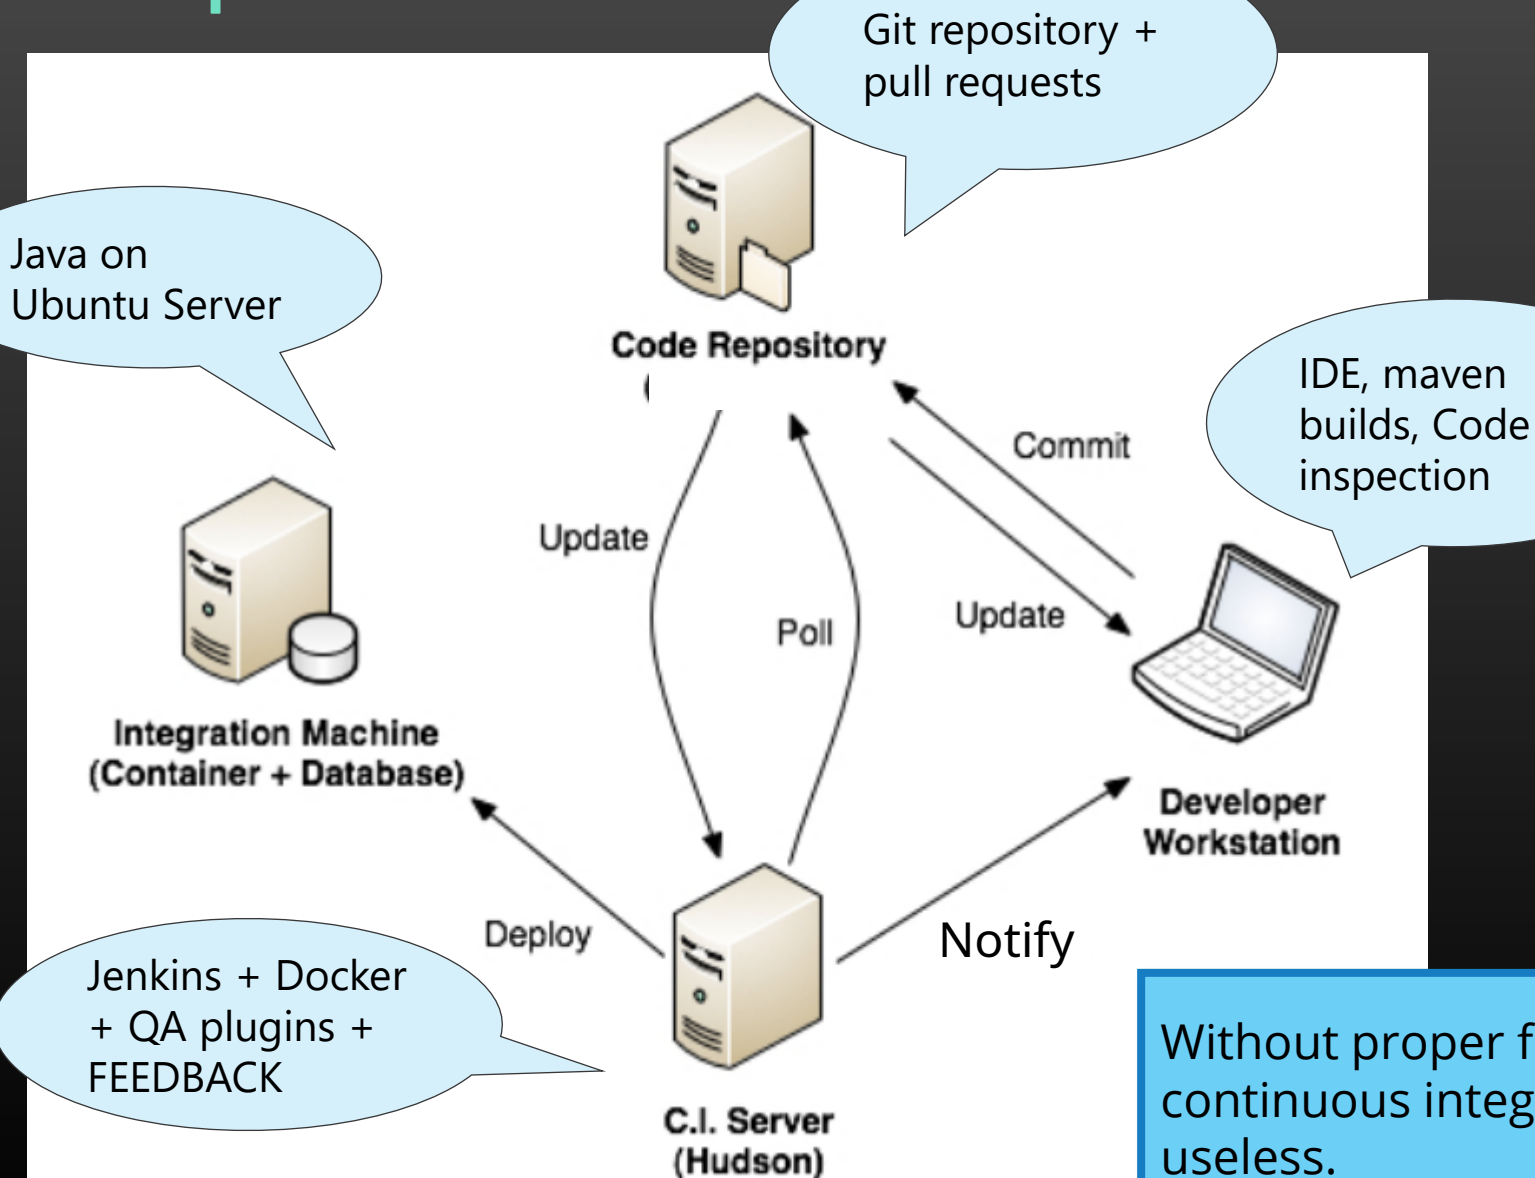 Git repository +
pull requests
Java on
Ubuntu Server
Code Repository
(
IDE, maven
builds, Code
inspection
Commit
Update
Update
Poll
Integration Machine
(Container + Database)
Developer
Workstation
Deploy
Notify
Jenkins + Docker
+ QA plugins +
FEEDBACK
C.I. Server
(Hudson)
Without proper
continuous
useless.